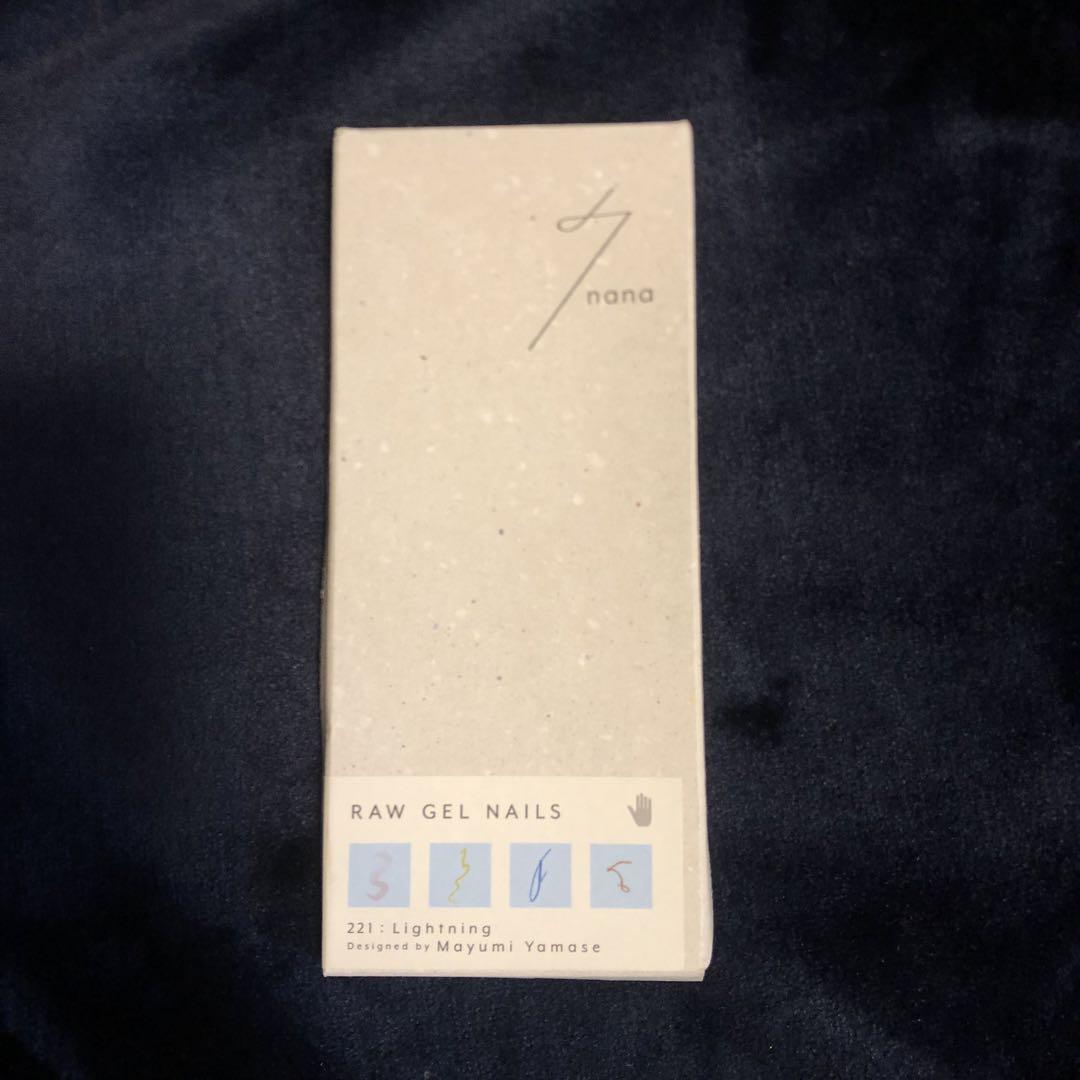 nana
RAW GEL NAILS
221 : Lightning
Designed by Mayumi Yamase